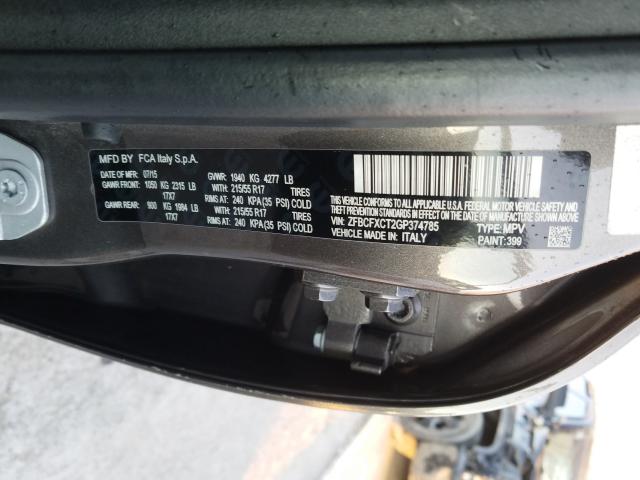 MFD BY FCA Italy S.p.A.
DATE OF MFR: 07/15 GVWR: 1940 KG 4277 LB
GAWR FRONT: 1050 KG 2315 LB WITH: 215/55 R17 TIRES
17X7 RIMS AT: 240 KPA(35 PSI) COLD
GAWR REAR: 900 KG 1984 LB WITH: 215/55 R17 TIRES
17X7 RIMS AT: 240 KPA(35 PSI) COLD
THIS VEHICLE CONFORMS TO ALL APPLICABLE U.S.A. FEDERAL MOTOR VEHICLE SAFETY AND
THEFT PREVENTION STANDARDS IN EFFECT ON THE DATE OF MANUFACTURE SHOWN ABOVE
VIN: ZFBCFXCT2GP374785 TYPE: MPV
VEHICLE MADE IN: ITALY PAINT: 399